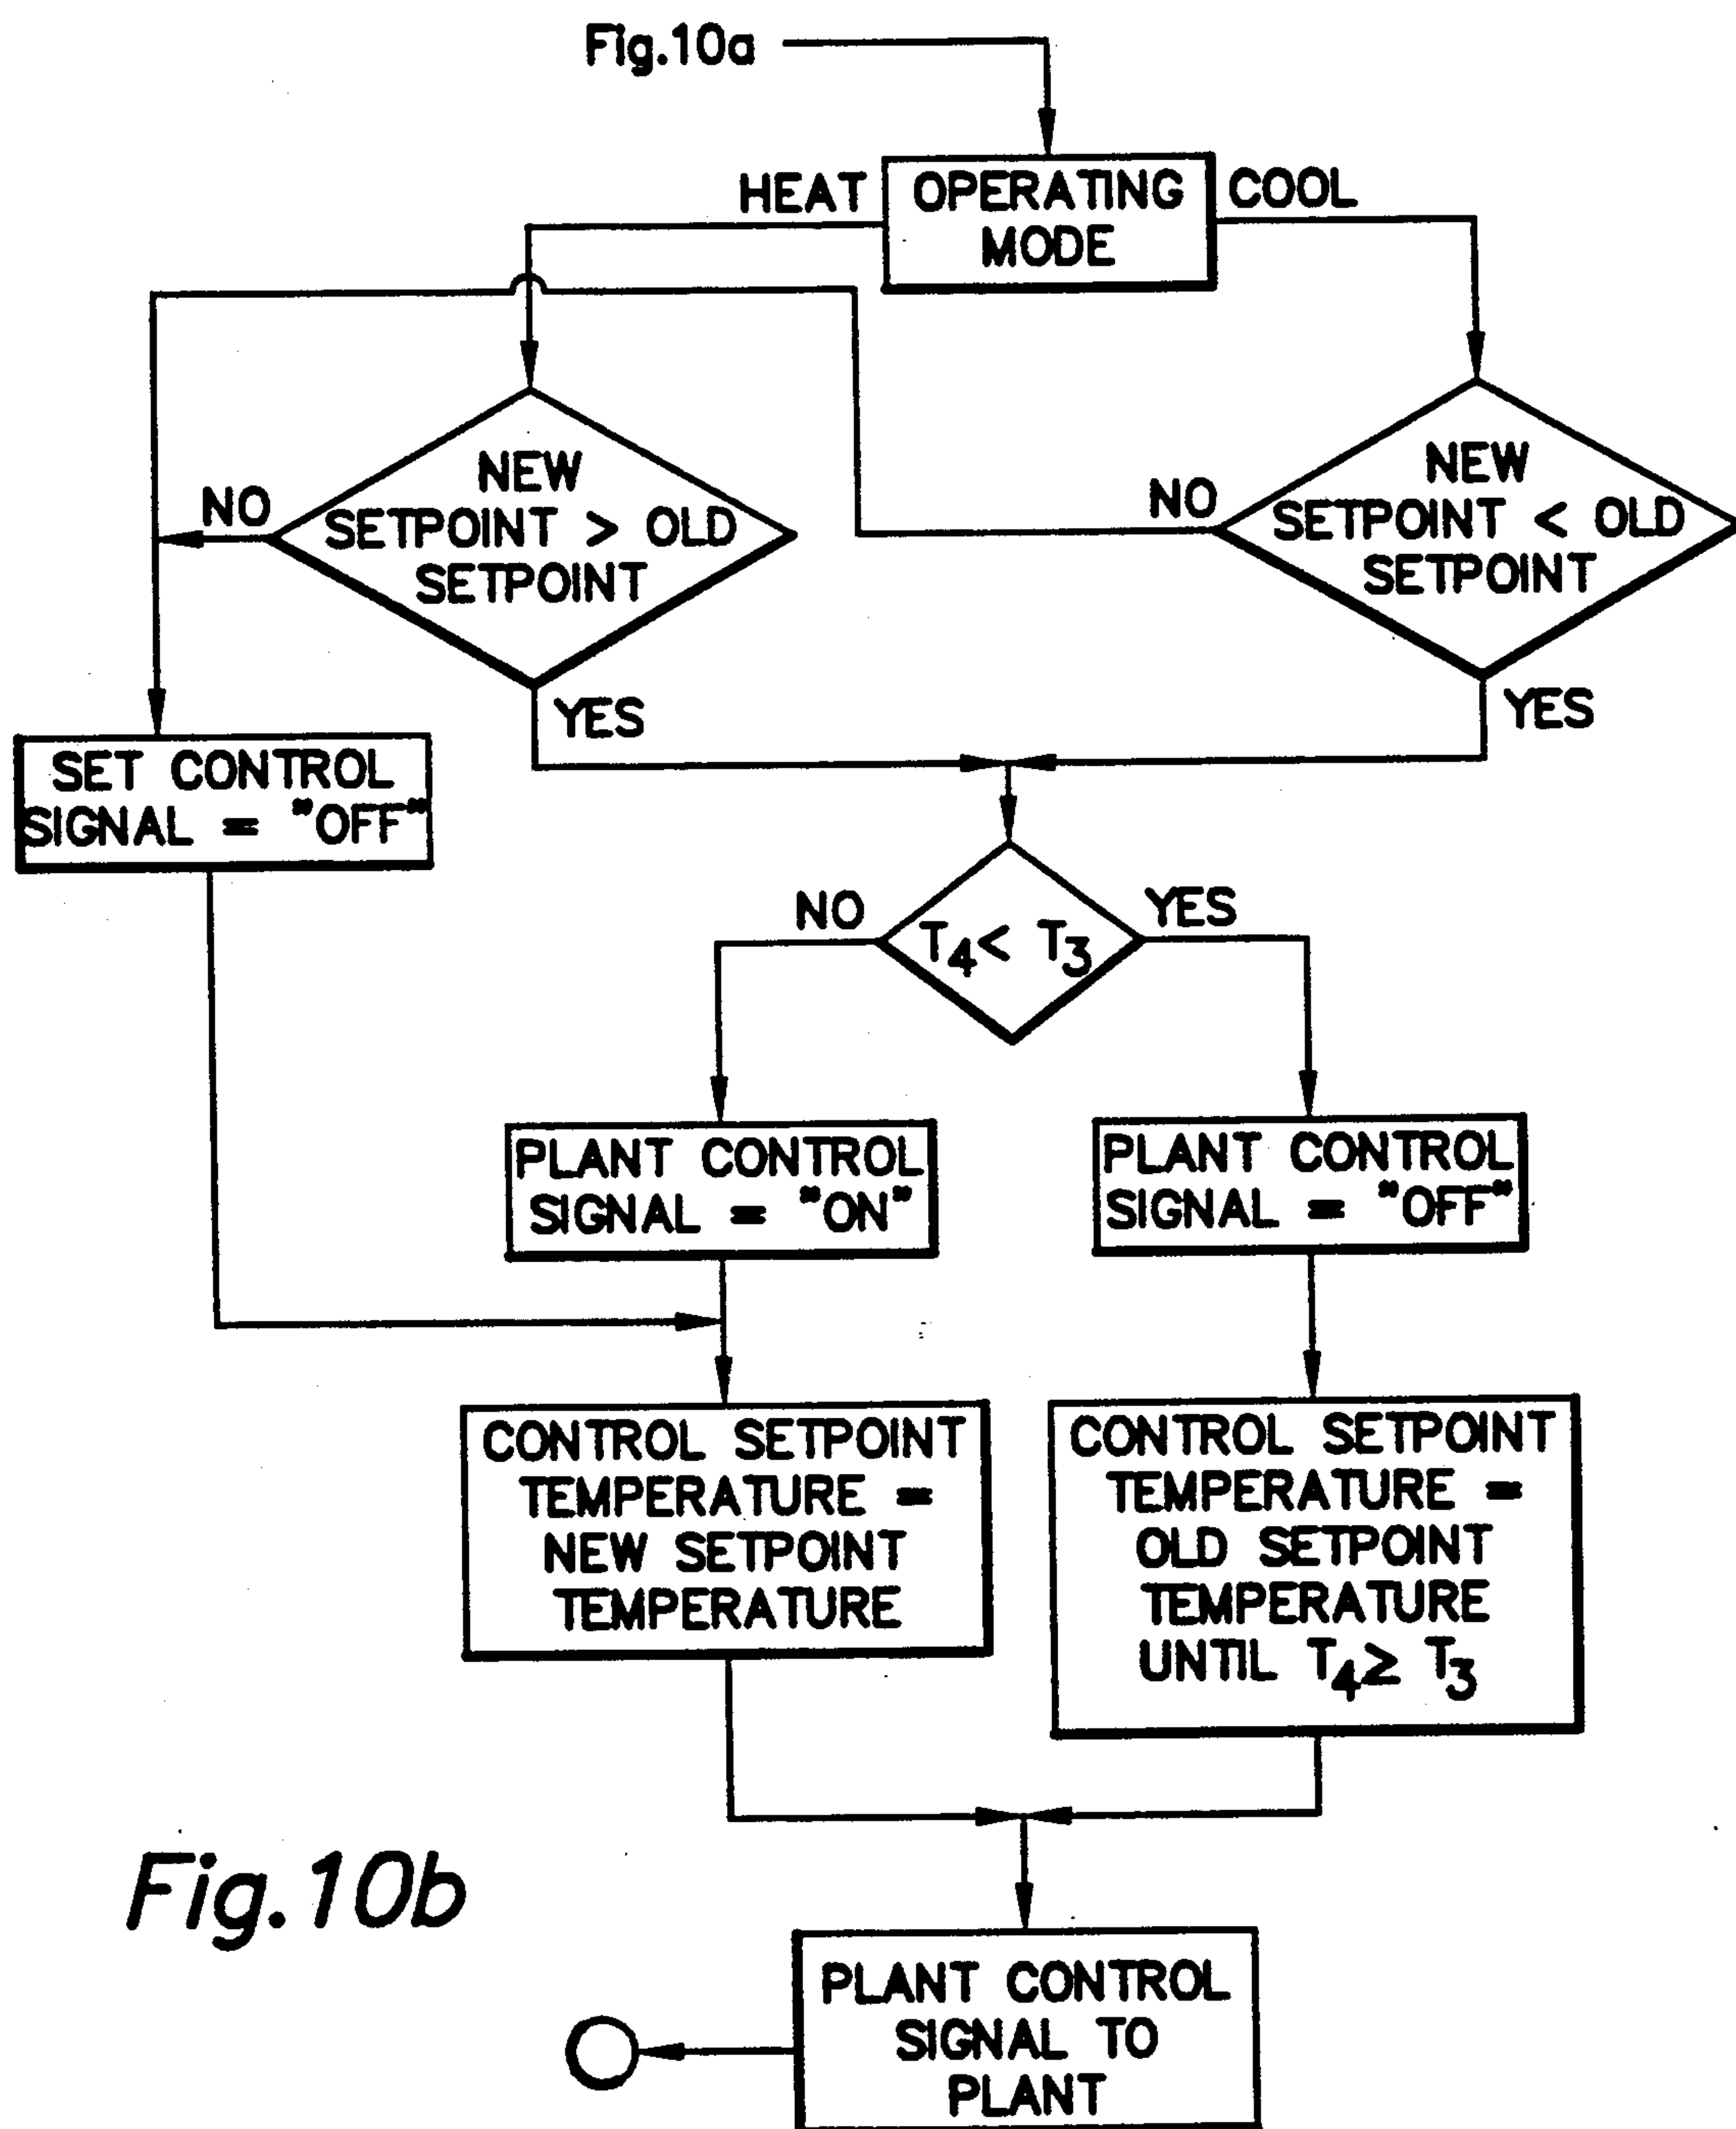 Fig.10a
HEAT
OPERATING
MODE
COOL
NEW
SETPOINT > OLD
SETPOINT
NO
YES
NEW
SETPOINT < OLD
SETPOINT
NO
YES
SET CONTROL
SIGNAL = "OFF"
NO
T4< T3
YES
PLANT CONTROL
SIGNAL = "ON"
PLANT CONTROL
SIGNAL = "OFF"
CONTROL SETPOINT
TEMPERATURE =
NEW SETPOINT
TEMPERATURE
CONTROL SETPOINT
TEMPERATURE =
OLD SETPOINT
TEMPERATURE
UNTIL T4≥ T3
PLANT CONTROL
SIGNAL TO
PLANT
Fig.10b